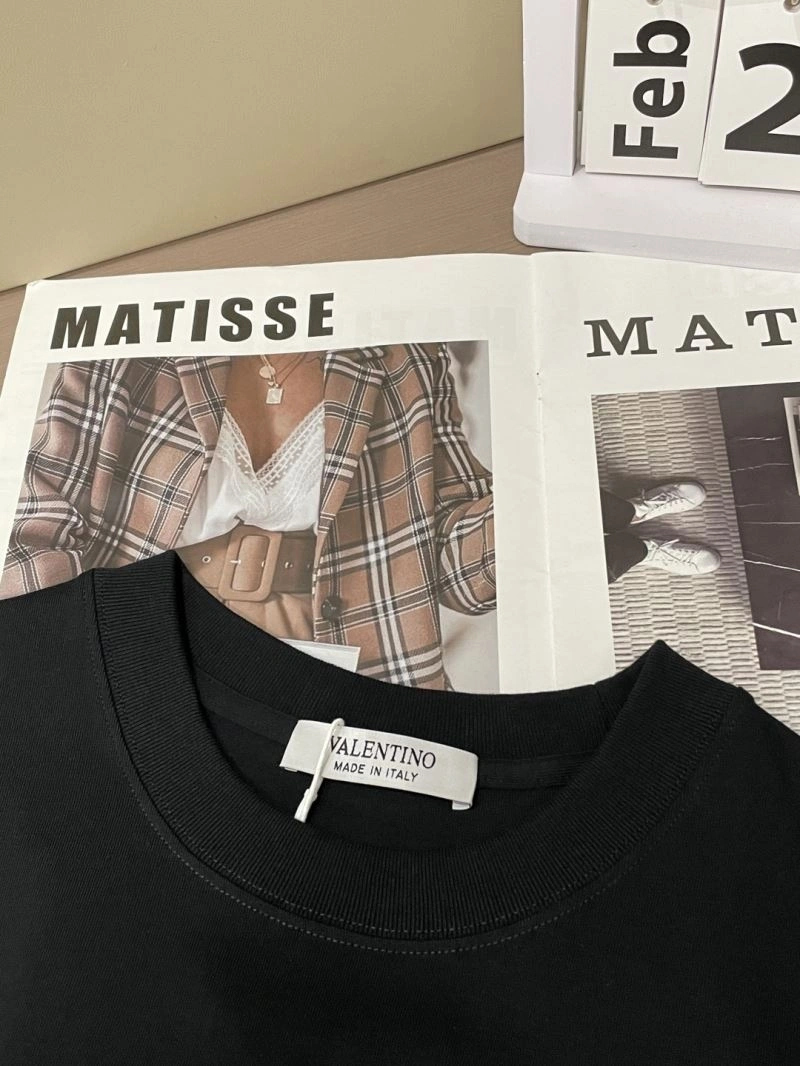 Feb 2
MATISSE
MAT
VALENTINO
MADE IN ITALY